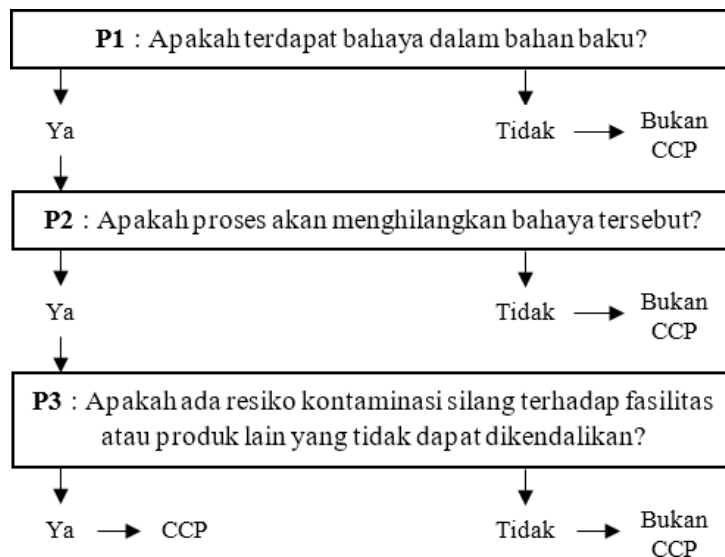 P1 : Apakah terdapat bahaya dalam bahan baku?
Ya
Tidak
Bukan
CCP
P2 : Apakah proses akan menghilangkan bahaya tersebut?
Ya
Tidak
Bukan
CCP
P3 : Apakah ada resiko kontaminasi silang terhadap fasilitas
atau produk lain yang tidak dapat dikendalikan?
Ya
CCP
Tidak
Bukan
CCP